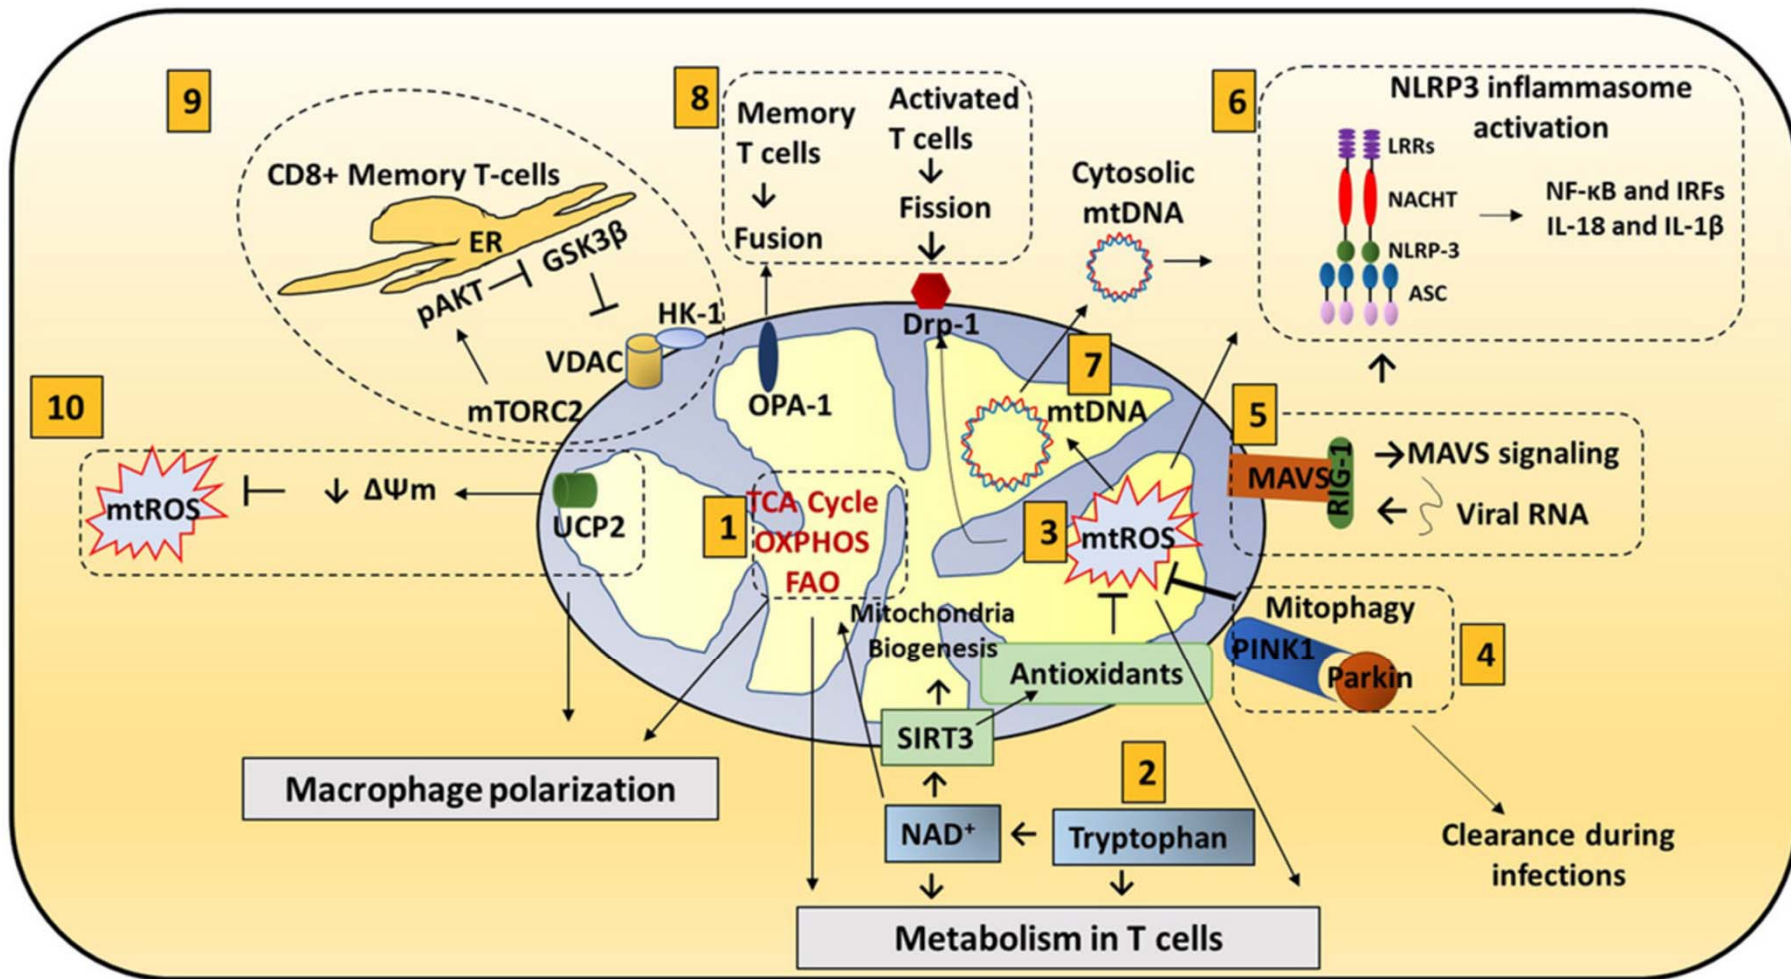 9
CD8+ Memory T-cells
ER
GSK3β
pAKT
HK-1
VDAC
mTORC2
8
Memory
T cells
Fusion
Activated
T cells
Fission
Drp-1
OPA-1
Cytosolic
mtDNA
6
NLRP3 inflammasome
activation
LRRs
NACHT
NLRP-3
ASC
NF-κB and IRFs
IL-18 and IL-1β
7
mtDNA
5
MAVS
RIG-1
MAVS signaling
Viral RNA
10
mtROS
↓ ΔΨm
UCP2
1
TCA Cycle
OXPHOS
FAO
3
mtROS
Mitochondria
Biogenesis
Antioxidants
Mitophagy
PINK1
Parkin
4
SIRT3
2
NAD⁺
Tryptophan
Macrophage polarization
Clearance during
infections
Metabolism in T cells